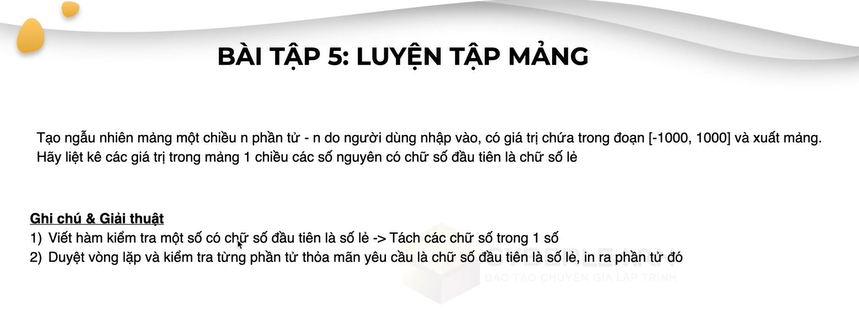 BÀI TẬP 5: LUYỆN TẬP MẢNG
Tạo ngẫu nhiên mảng một chiều n phần tử - n do người dùng nhập vào, có giá trị chứa trong đoạn [-1000, 1000] và xuất mảng.
Hãy liệt kê các giá trị trong mảng 1 chiều các số nguyên có chữ số đầu tiên là chữ số lẻ
Ghi chú & Giải thuật
1) Viết hàm kiểm tra một số có chữ số đầu tiên là số lẻ -> Tách các chữ số trong 1 số
2) Duyệt vòng lặp và kiểm tra từng phần tử thỏa mãn yêu cầu là chữ số đầu tiên là số lẻ, in ra phần tử đó
ĐÀO TẠO CHUYÊN GIA LẬP TRÌNH